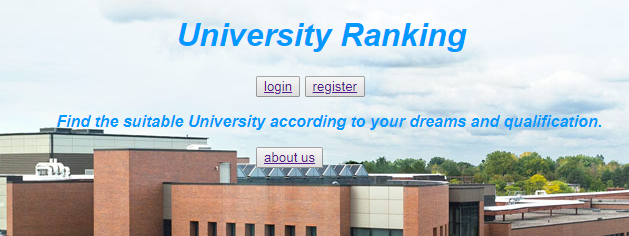 University Ranking
login register
Find the suitable University according to your dreams and qualification.
about us